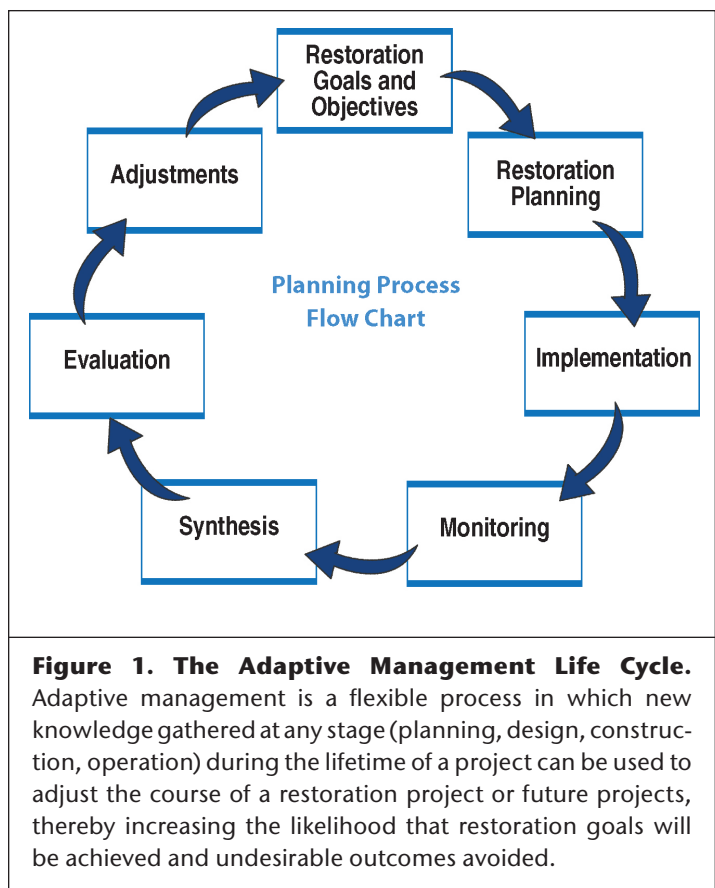 Restoration
Goals and
Objectives
Restoration
Planning
Implementation
Monitoring
Synthesis
Evaluation
Adjustments
Planning Process
Flow Chart
Figure 1. The Adaptive Management Life Cycle.
Adaptive management is a flexible process in which new
knowledge gathered at any stage (planning, design, construc-
tion, operation) during the lifetime of a project can be used to
adjust the course of a restoration project or future projects,
thereby increasing the likelihood that restoration goals will
be achieved and undesirable outcomes avoided.